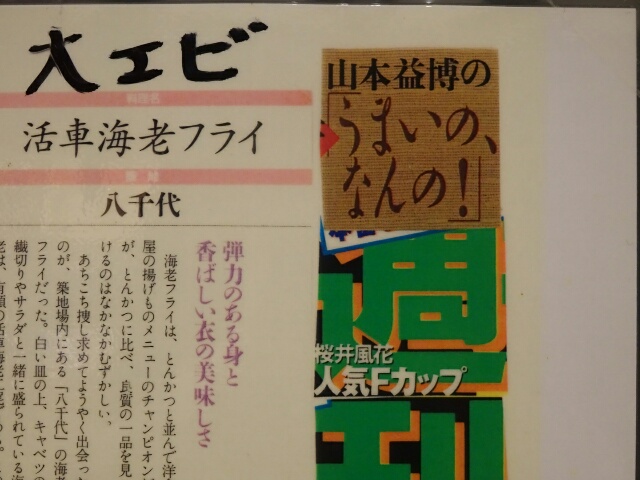 大エビ
料理名
活車海老フライ
八千代
山本益博の
「うまいの、
なんの!」
弾力のある身と
香ばしい衣の美味しさ
海老フライは、とんかつと並んで洋
屋の揚げものメニューのチャンピオン
が、とんかつに比べ、良質の一品を見
けるのはなかなかむずかしい。
あちこち捜し求めてようやく出会った
のが、築地場内にある「八千代」の海
フライだった。白い皿の上、キャベツの
繊切りやサラダと一緒に盛られている海
週
桜井風花
人気Fカップ
刊